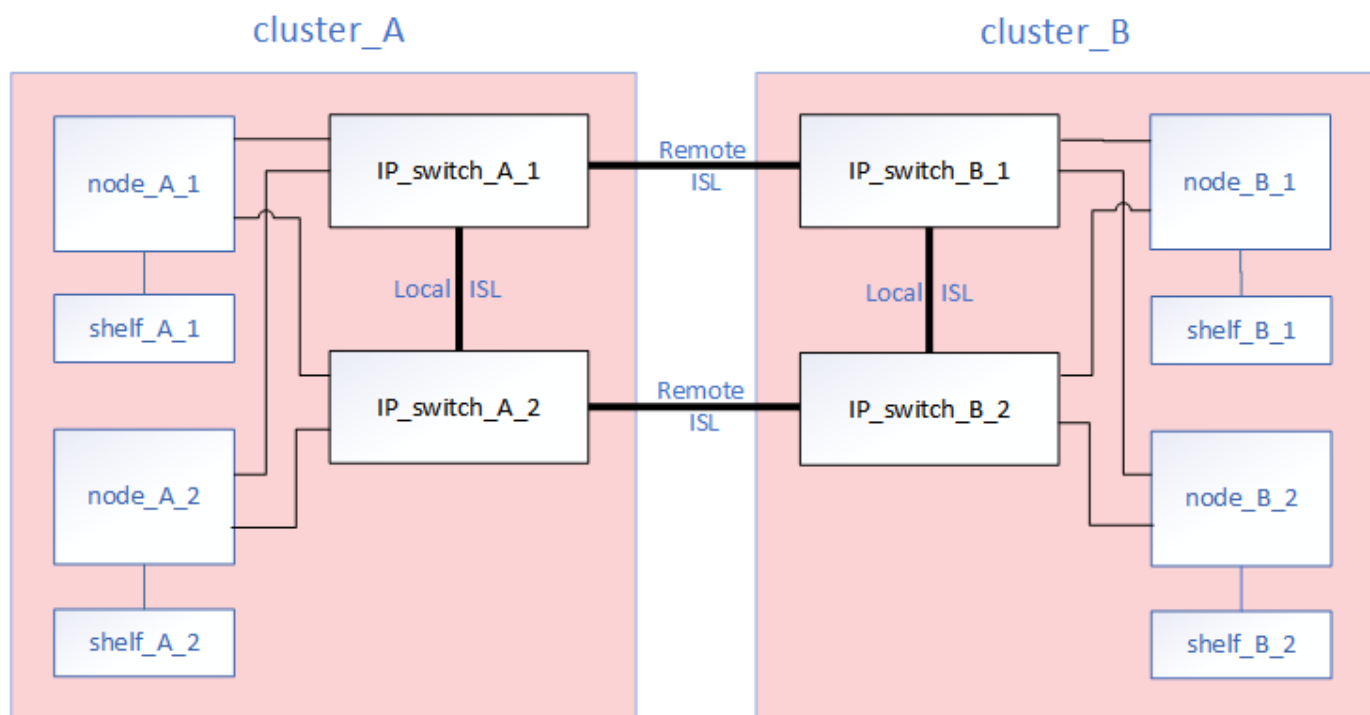 cluster_A
cluster_B
node_A_1
IP_switch_A_1
Remote
ISL
IP_switch_B_1
node_B_1
shelf_A_1
Local ISL
Local ISL
shelf_B_1
IP_switch_A_2
Remote
ISL
IP_switch_B_2
node_A_2
node_B_2
shelf_A_2
shelf_B_2